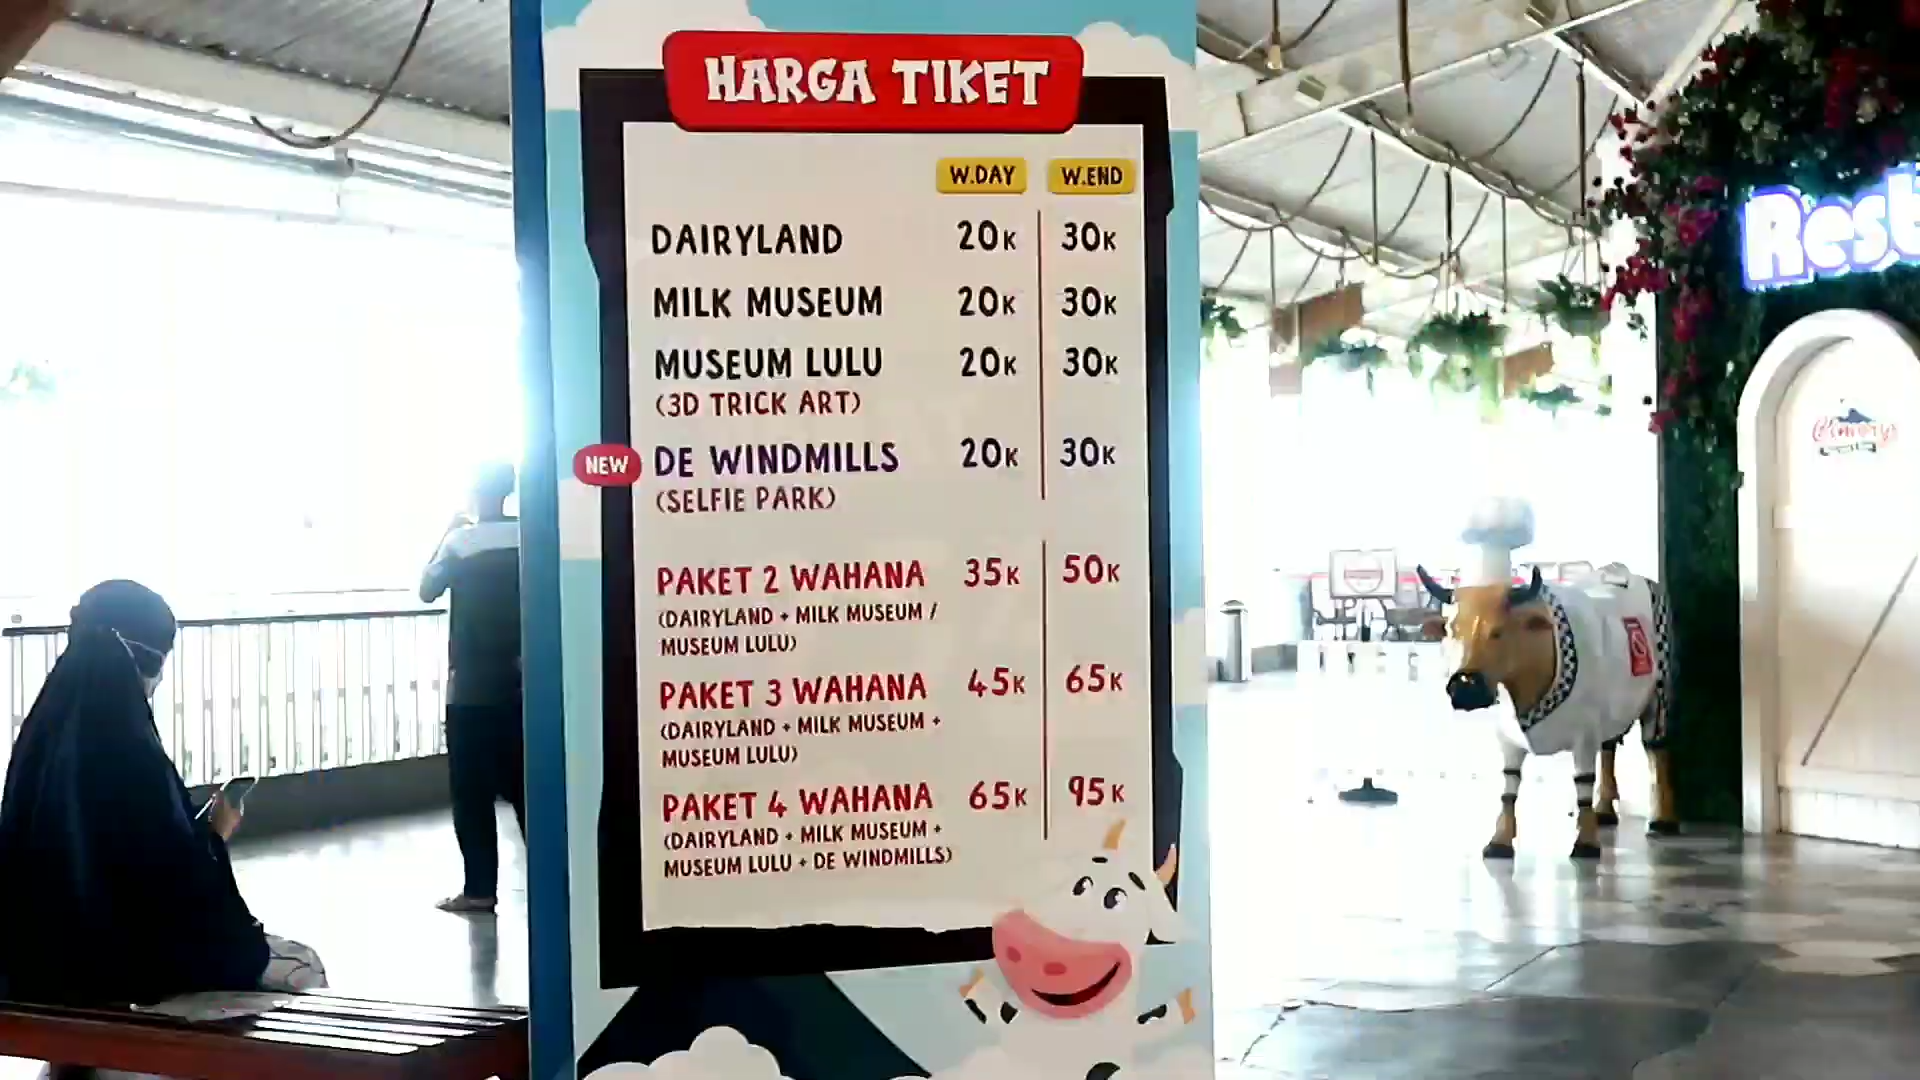 HARGA TIKET
W.DAY W.END
DAIRYLAND 20K 30K
MILK MUSEUM 20K 30K
MUSEUM LULU 20K 30K
(3D TRICK ART)
NEW DE WINDMILLS 20K 30K
(SELFIE PARK)
PAKET 2 WAHANA 35K 50K
(DAIRYLAND + MILK MUSEUM /
MUSEUM LULU)
PAKET 3 WAHANA 45K 65K
(DAIRYLAND + MILK MUSEUM +
MUSEUM LULU)
PAKET 4 WAHANA 65K 95K
(DAIRYLAND + MILK MUSEUM +
MUSEUM LULU + DE WINDMILLS)
Rest
Cimory